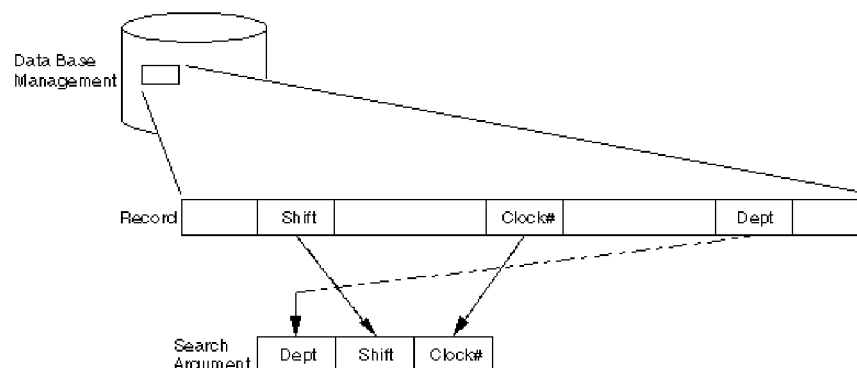 Data Base
Management
Record
Shift
Clock#
Dept
Search
Argument
Dept
Shift
Clock#